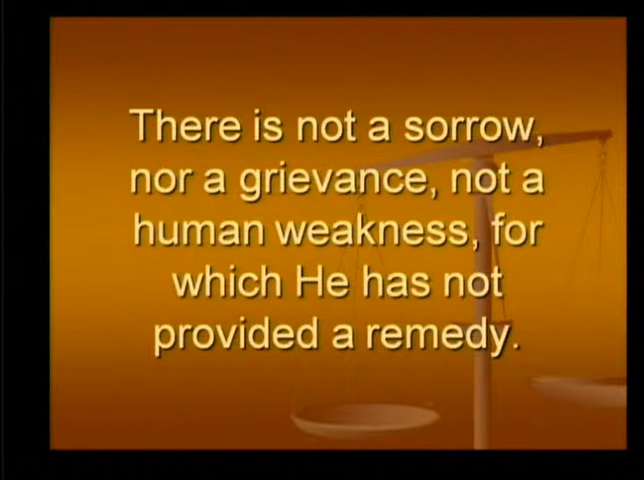 There is not a sorrow,
nor a grievance, not a
human weakness, for
which He has not
provided a remedy.